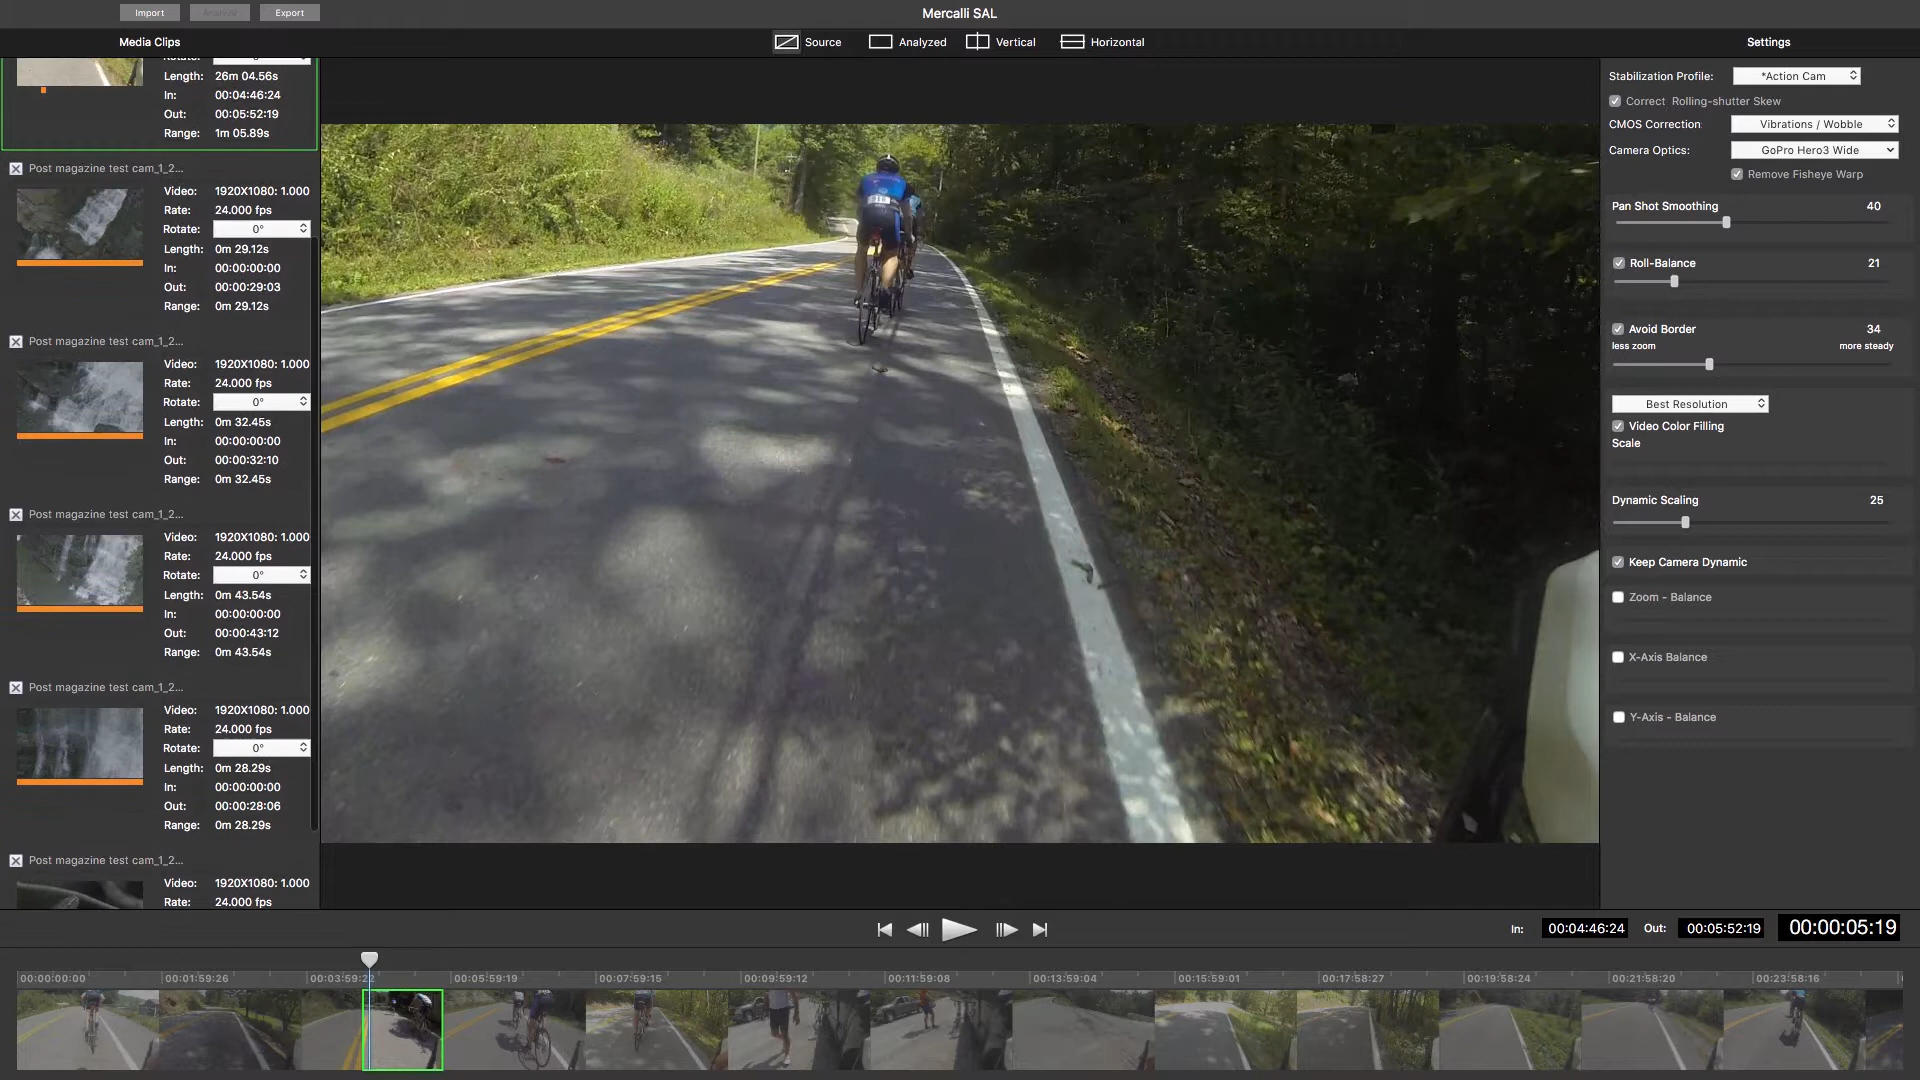 Import
Analyze
Export
Mercalli SAL
Media Clips
Source
Analyzed
Vertical
Horizontal
Settings
Length: 26m 04.56s
In: 00:04:46:24
Out: 00:05:52:19
Range: 1m 05.89s
Post magazine test cam_1_2...
Video: 1920X1080: 1.000
Rate: 24.000 fps
Rotate: 0°
Length: 0m 29.12s
In: 00:00:00:00
Out: 00:00:29:03
Range: 0m 29.12s
Post magazine test cam_1_2...
Video: 1920X1080: 1.000
Rate: 24.000 fps
Rotate: 0°
Length: 0m 32.45s
In: 00:00:00:00
Out: 00:00:32:10
Range: 0m 32.45s
Post magazine test cam_1_2...
Video: 1920X1080: 1.000
Rate: 24.000 fps
Rotate: 0°
Length: 0m 43.54s
In: 00:00:00:00
Out: 00:00:43:12
Range: 0m 43.54s
Post magazine test cam_1_2...
Video: 1920X1080: 1.000
Rate: 24.000 fps
Rotate: 0°
Length: 0m 28.29s
In: 00:00:00:00
Out: 00:00:28:06
Range: 0m 28.29s
Post magazine test cam_1_2...
Video: 1920X1080: 1.000
Rate: 24.000 fps
Stabilization Profile: *Action Cam
Correct Rolling-shutter Skew
CMOS Correction Vibrations / Wobble
Camera Optics: GoPro Hero3 Wide
Remove Fisheye Warp
Pan Shot Smoothing 40
Roll-Balance 21
Avoid Border 34
less zoom more steady
Best Resolution
Video Color Filling
Scale
Dynamic Scaling 25
Keep Camera Dynamic
Zoom - Balance
X-Axis Balance
Y-Axis - Balance
In: 00:04:46:24 Out: 00:05:52:19 00:00:05:19
00:00:00:00 00:01:59:26 00:03:59:22 00:05:59:19 00:07:59:15 00:09:59:12 00:11:59:08 00:13:59:04 00:15:59:01 00:17:58:27 00:19:58:24 00:21:58:20 00:23:58:16